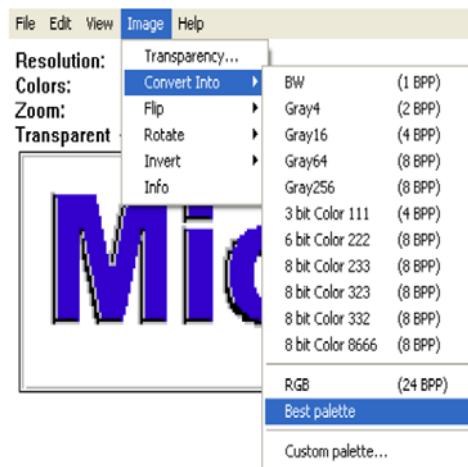 File Edit View Image Help
Resolution:
Colors:
Zoom:
Transparent
Transparency...
Convert Into
Flip
Rotate
Invert
Info
BW (1 BPP)
Gray4 (2 BPP)
Gray16 (4 BPP)
Gray64 (8 BPP)
Gray256 (8 BPP)
3 bit Color 111 (4 BPP)
6 bit Color 222 (8 BPP)
8 bit Color 233 (8 BPP)
8 bit Color 323 (8 BPP)
8 bit Color 332 (8 BPP)
8 bit Color 8666 (8 BPP)
RGB (24 BPP)
Best palette
Custom palette...
Mic